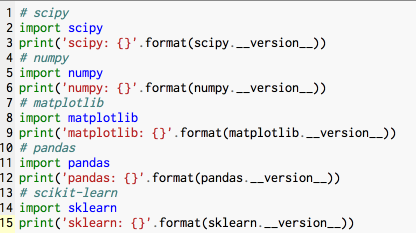 1 # scipy
2 import scipy
3 print('scipy: {}'.format(scipy.__version__))
4 # numpy
5 import numpy
6 print('numpy: {}'.format(numpy.__version__))
7 # matplotlib
8 import matplotlib
9 print('matplotlib: {}'.format(matplotlib.__version__))
10 # pandas
11 import pandas
12 print('pandas: {}'.format(pandas.__version__))
13 # scikit-learn
14 import sklearn
15 print('sklearn: {}'.format(sklearn.__version__))